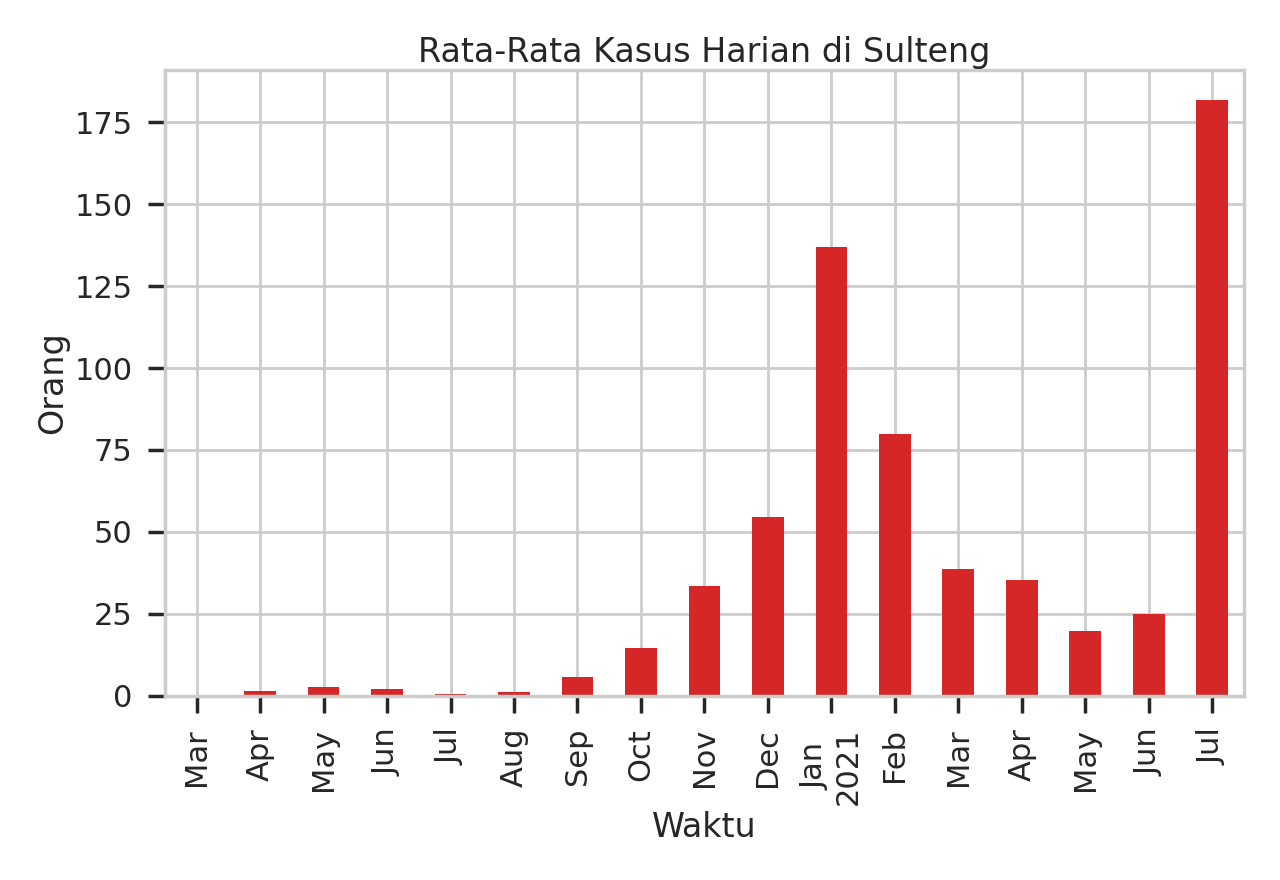 Rata-Rata Kasus Harian di Sulteng
175
150
125
100
75
50
25
0
Orang
Mar
Apr
May
Jun
Jul
Aug
Sep
Oct
Nov
Dec
Jan
2021
Feb
Mar
Apr
May
Jun
Jul
Waktu